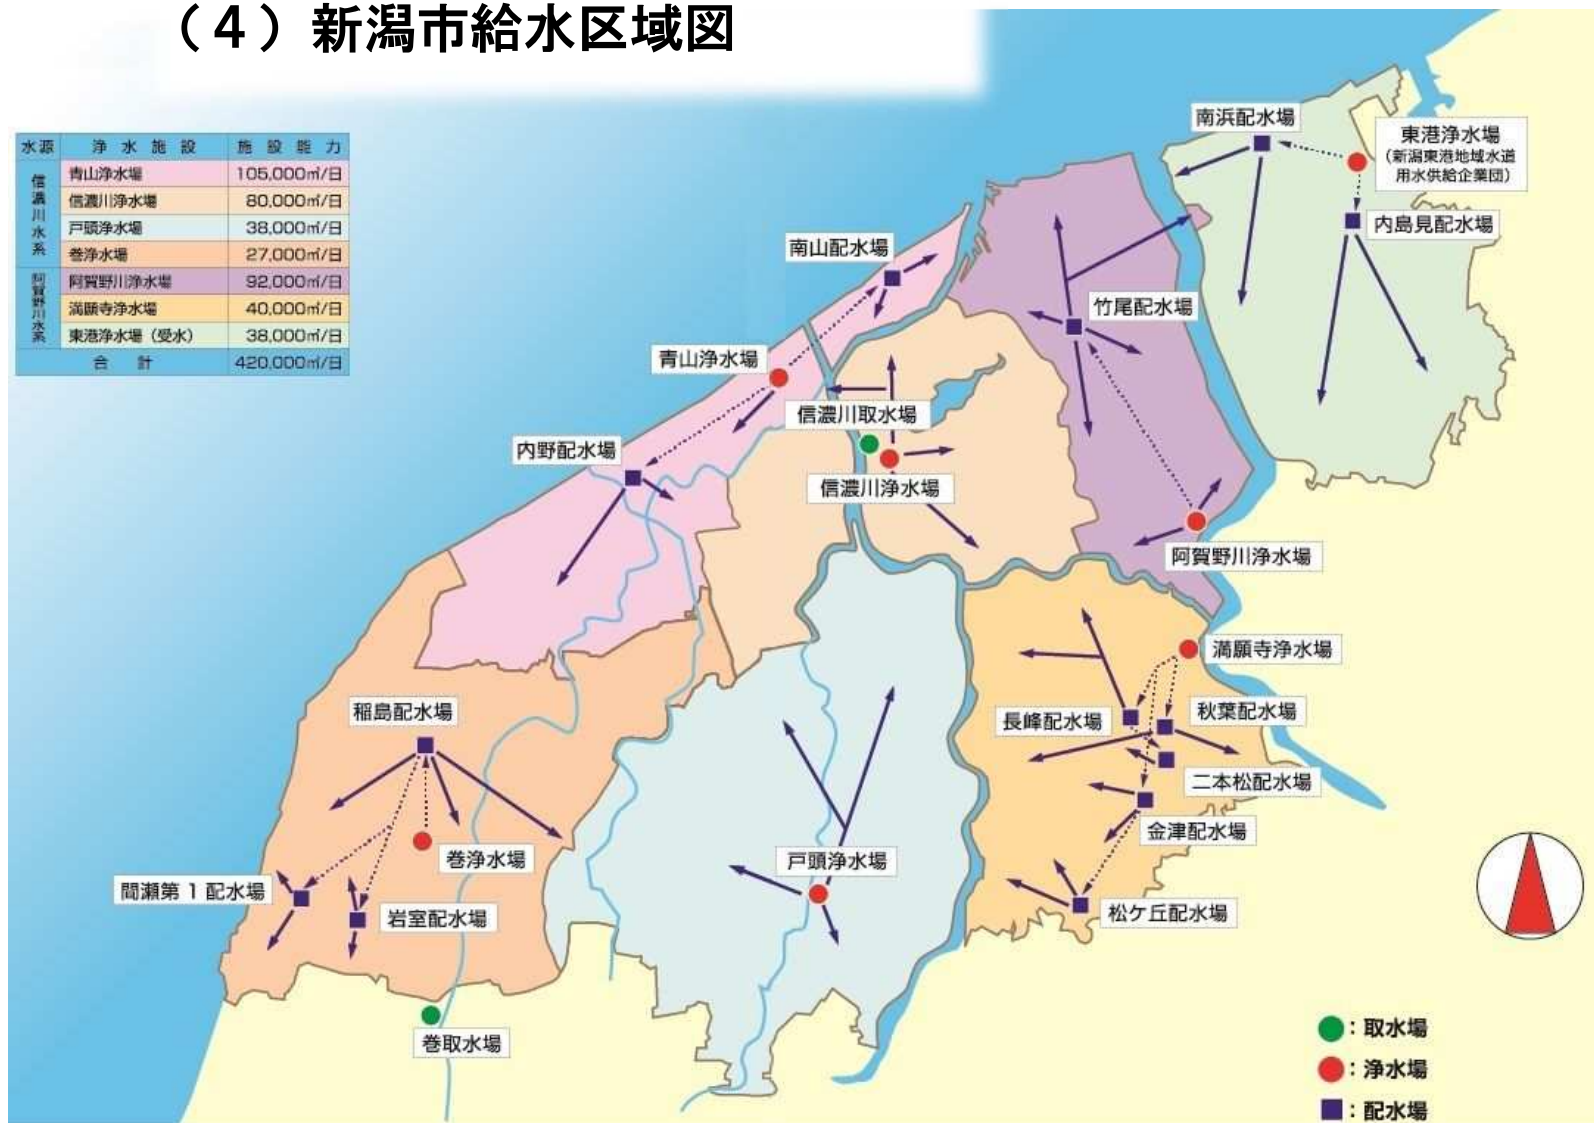 （４）新潟市給水区域図
水源 浄水施設 施設能力
信濃川水系
青山浄水場 105,000㎥/日
信濃川浄水場 80,000㎥/日
戸頭浄水場 38,000㎥/日
巻浄水場 27,000㎥/日
阿賀野川水系
阿賀野川浄水場 92,000㎥/日
満願寺浄水場 40,000㎥/日
東港浄水場（受水） 38,000㎥/日
合計 420,000㎥/日
南浜配水場
東港浄水場
（新潟東港地域水道
用水供給企業団）
内島見配水場
南山配水場
竹尾配水場
青山浄水場
信濃川取水場
内野配水場
信濃川浄水場
阿賀野川浄水場
満願寺浄水場
稲島配水場
長峰配水場
秋葉配水場
二本松配水場
金津配水場
巻浄水場
戸頭浄水場
間瀬第１配水場
岩室配水場
松ケ丘配水場
巻取水場
：取水場
：浄水場
：配水場